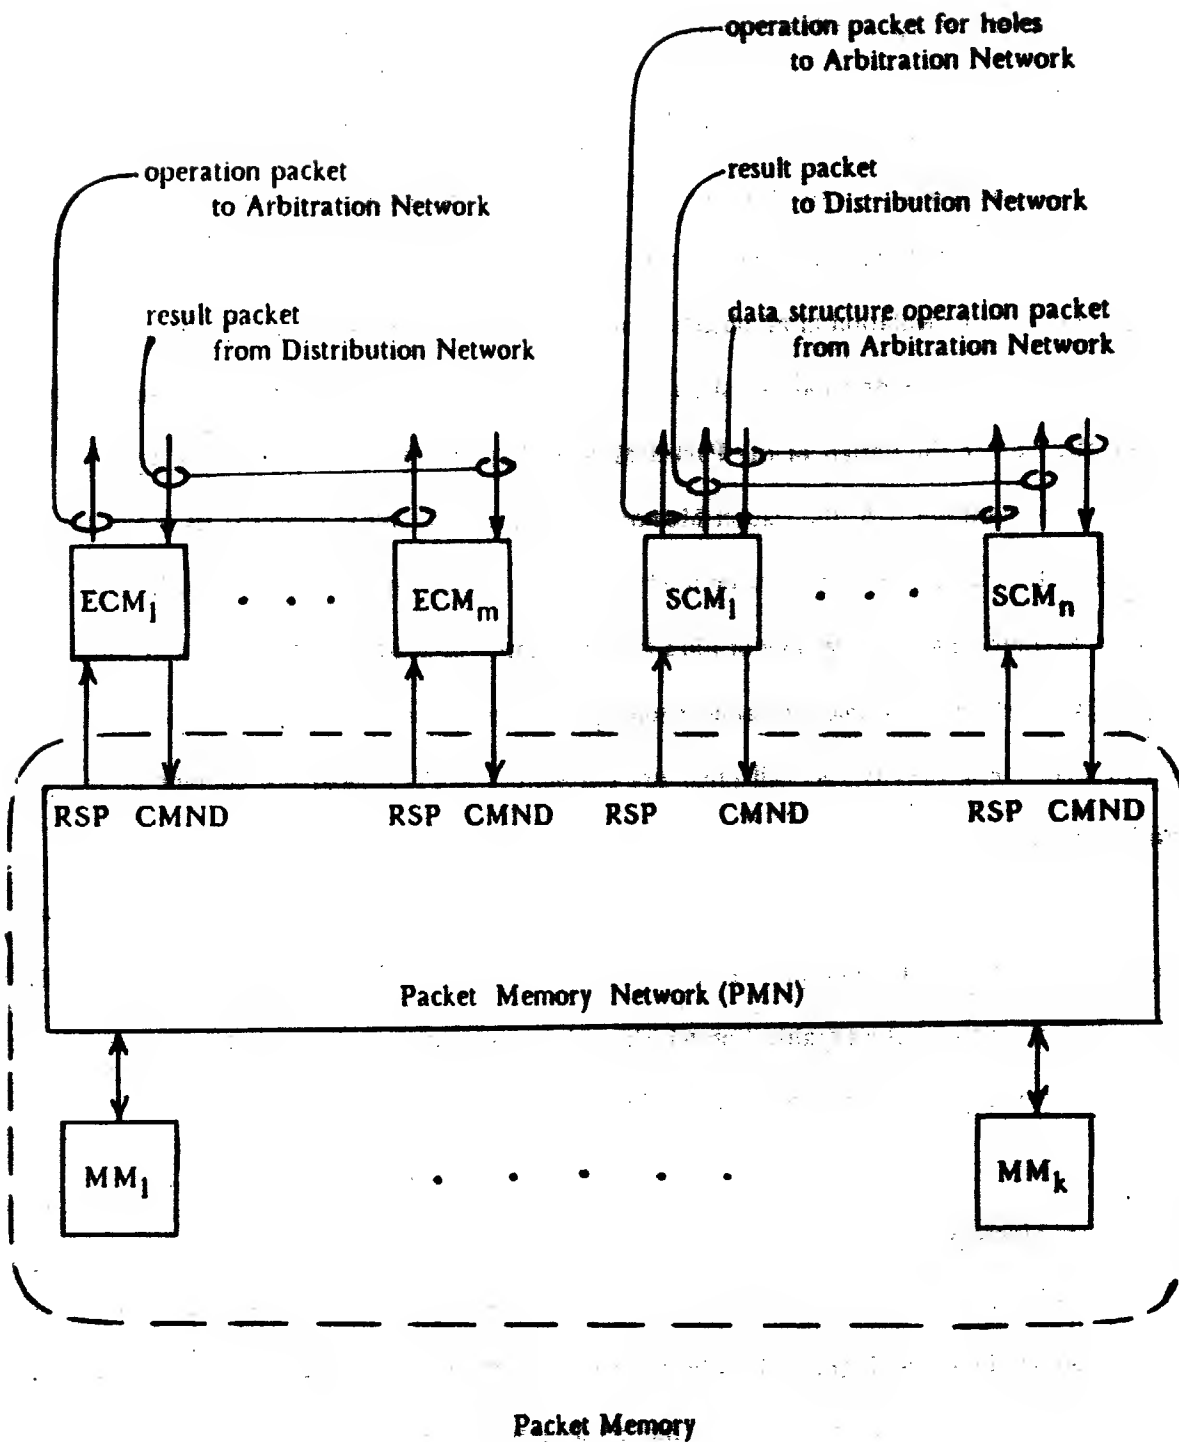 operation packet for holes
to Arbitration Network
operation packet
to Arbitration Network
result packet
to Distribution Network
result packet
from Distribution Network
data structure operation packet
from Arbitration Network
ECM1 . . . ECMm SCM1 . . . SCMn
RSP CMND RSP CMND RSP CMND RSP CMND
Packet Memory Network (PMN)
MM1 . . . . . MMk
Packet Memory